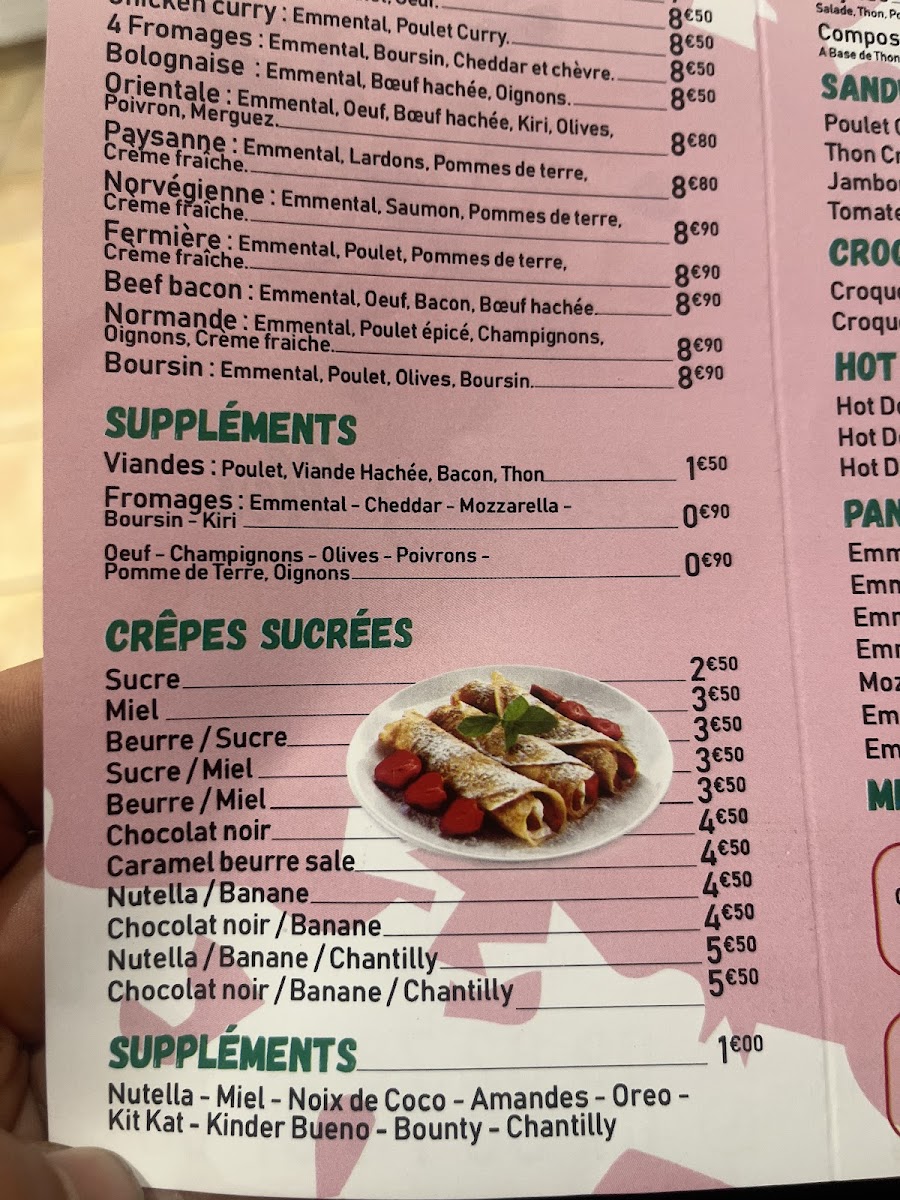 curry : Emmental, Poulet Curry. 8€50
4 Fromages : Emmental, Boursin, Cheddar et chèvre. 8€50
Bolognaise : Emmental, Bœuf hachée, Oignons. 8€50
Orientale : Emmental, Oeuf, Bœuf hachée, Kiri, Olives, 8€50
Poivron, Merguez. 8€80
Paysanne : Emmental, Lardons, Pommes de terre,
Crème fraîche. 8€80
Norvégienne : Emmental, Saumon, Pommes de terre,
Crème fraîche. 8€90
Fermière : Emmental, Poulet, Pommes de terre,
Crème fraîche. 8€90
Beef bacon : Emmental, Oeuf, Bacon, Bœuf hachée. 8€90
Normande : Emmental, Poulet épicé, Champignons,
Oignons, Crème fraiche. 8€90
Boursin : Emmental, Poulet, Olives, Boursin. 8€90
SUPPLÉMENTS
Viandes : Poulet, Viande Hachée, Bacon, Thon 1€50
Fromages : Emmental - Cheddar - Mozzarella -
Boursin - Kiri 0€90
Oeuf - Champignons - Olives - Poivrons -
Pomme de Terre, Oignons 0€90
CRÊPES SUCRÉES
Sucre 2€50
Miel 3€50
Beurre / Sucre 3€50
Sucre / Miel 3€50
Beurre / Miel 3€50
Chocolat noir 4€50
Caramel beurre sale 4€50
Nutella / Banane 4€50
Chocolat noir / Banane 4€50
Nutella / Banane / Chantilly 5€50
Chocolat noir / Banane / Chantilly 5€50
SUPPLÉMENTS 1€00
Nutella - Miel - Noix de Coco - Amandes - Oreo -
Kit Kat - Kinder Bueno - Bounty - Chantilly
Salade, Thon,
Compos
A Base de Thon
SAND
Poulet
Thon Cr
Jambo
Tomate
CROQ
Croqu
Croqu
HOT
Hot D
Hot D
Hot D
PAN
Emm
Emm
Emm
Emm
Moz
Em
Em